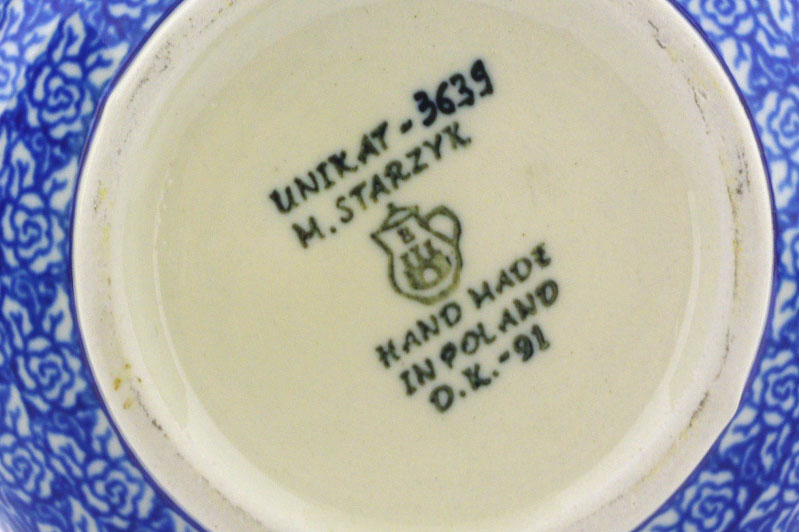 UNIKAT - 3639
M. STARZYK
B
HAND MADE
IN POLAND
D.K.-91